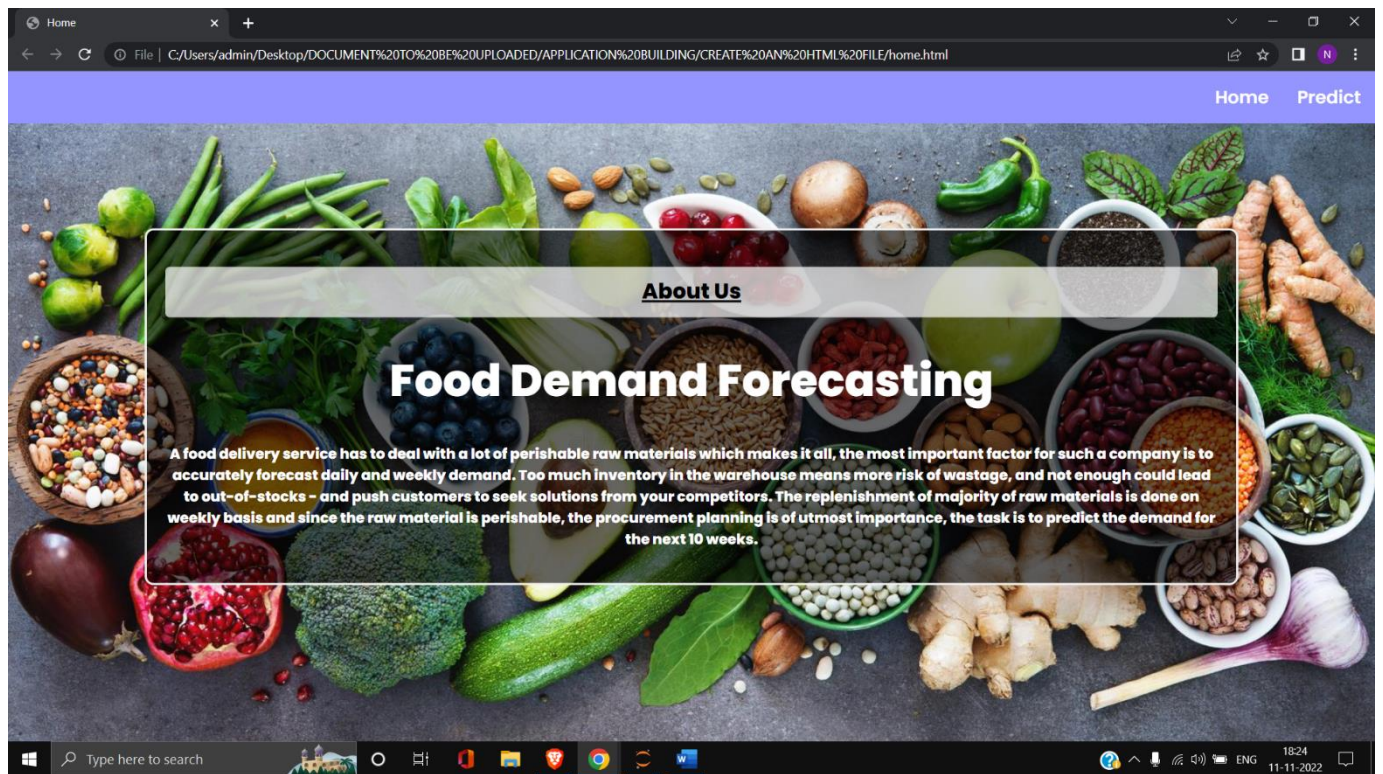 Home
File | C:/Users/admin/Desktop/DOCUMENT%20TO%20BE%20UPLOADED/APPLICATION%20BUILDING/CREATE%20AN%20HTML%20FILE/home.html
N
Home Predict
About Us
Food Demand Forecasting
A food delivery service has to deal with a lot of perishable raw materials which makes it all, the most important factor for such a company is to
accurately forecast daily and weekly demand. Too much inventory in the warehouse means more risk of wastage, and not enough could lead
to out-of-stocks – and push customers to seek solutions from your competitors. The replenishment of majority of raw materials is done on
weekly basis and since the raw material is perishable, the procurement planning is of utmost importance, the task is to predict the demand for
the next 10 weeks.
Type here to search
ENG
18:24
11-11-2022